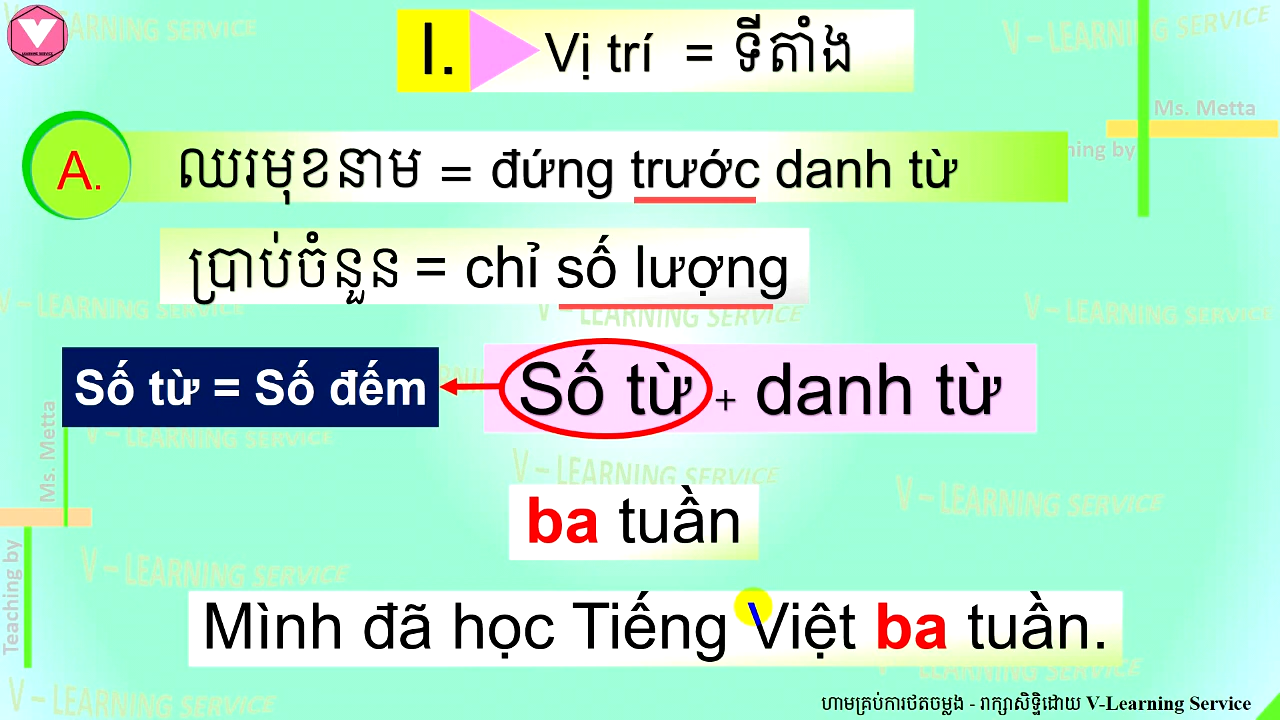 I. Vị trí = ទីតាំង
Ms. Metta
A. ឈរមុខនាម = đứng trước danh từ
ប្រាប់ចំនួន = chỉ số lượng
V – LEARNING SERVICE
Số từ = Số đếm
Số từ + danh từ
Ms. Metta
ba tuần
Teaching by
Mình đã học Tiếng Việt ba tuần.
ហាមគ្រប់ការថតចម្លង - រក្សាសិទ្ធិដោយ V-Learning Service